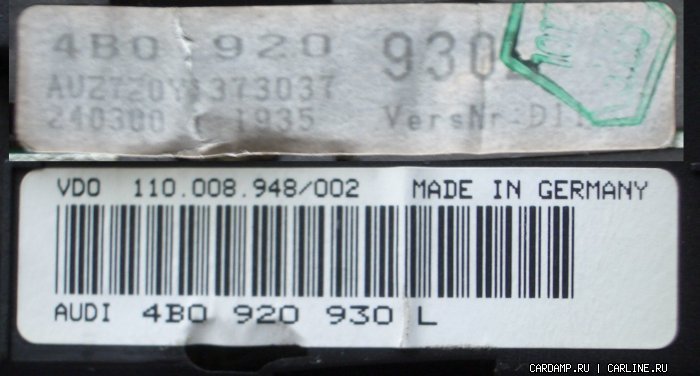 4B0 920 930
AUZ7Z0Y1373037
240300 1935 VersNr:D11
VDO 110.008.948/002 MADE IN GERMANY
AUDI 4B0 920 930 L
CARDAMP.RU | CARLINE.RU